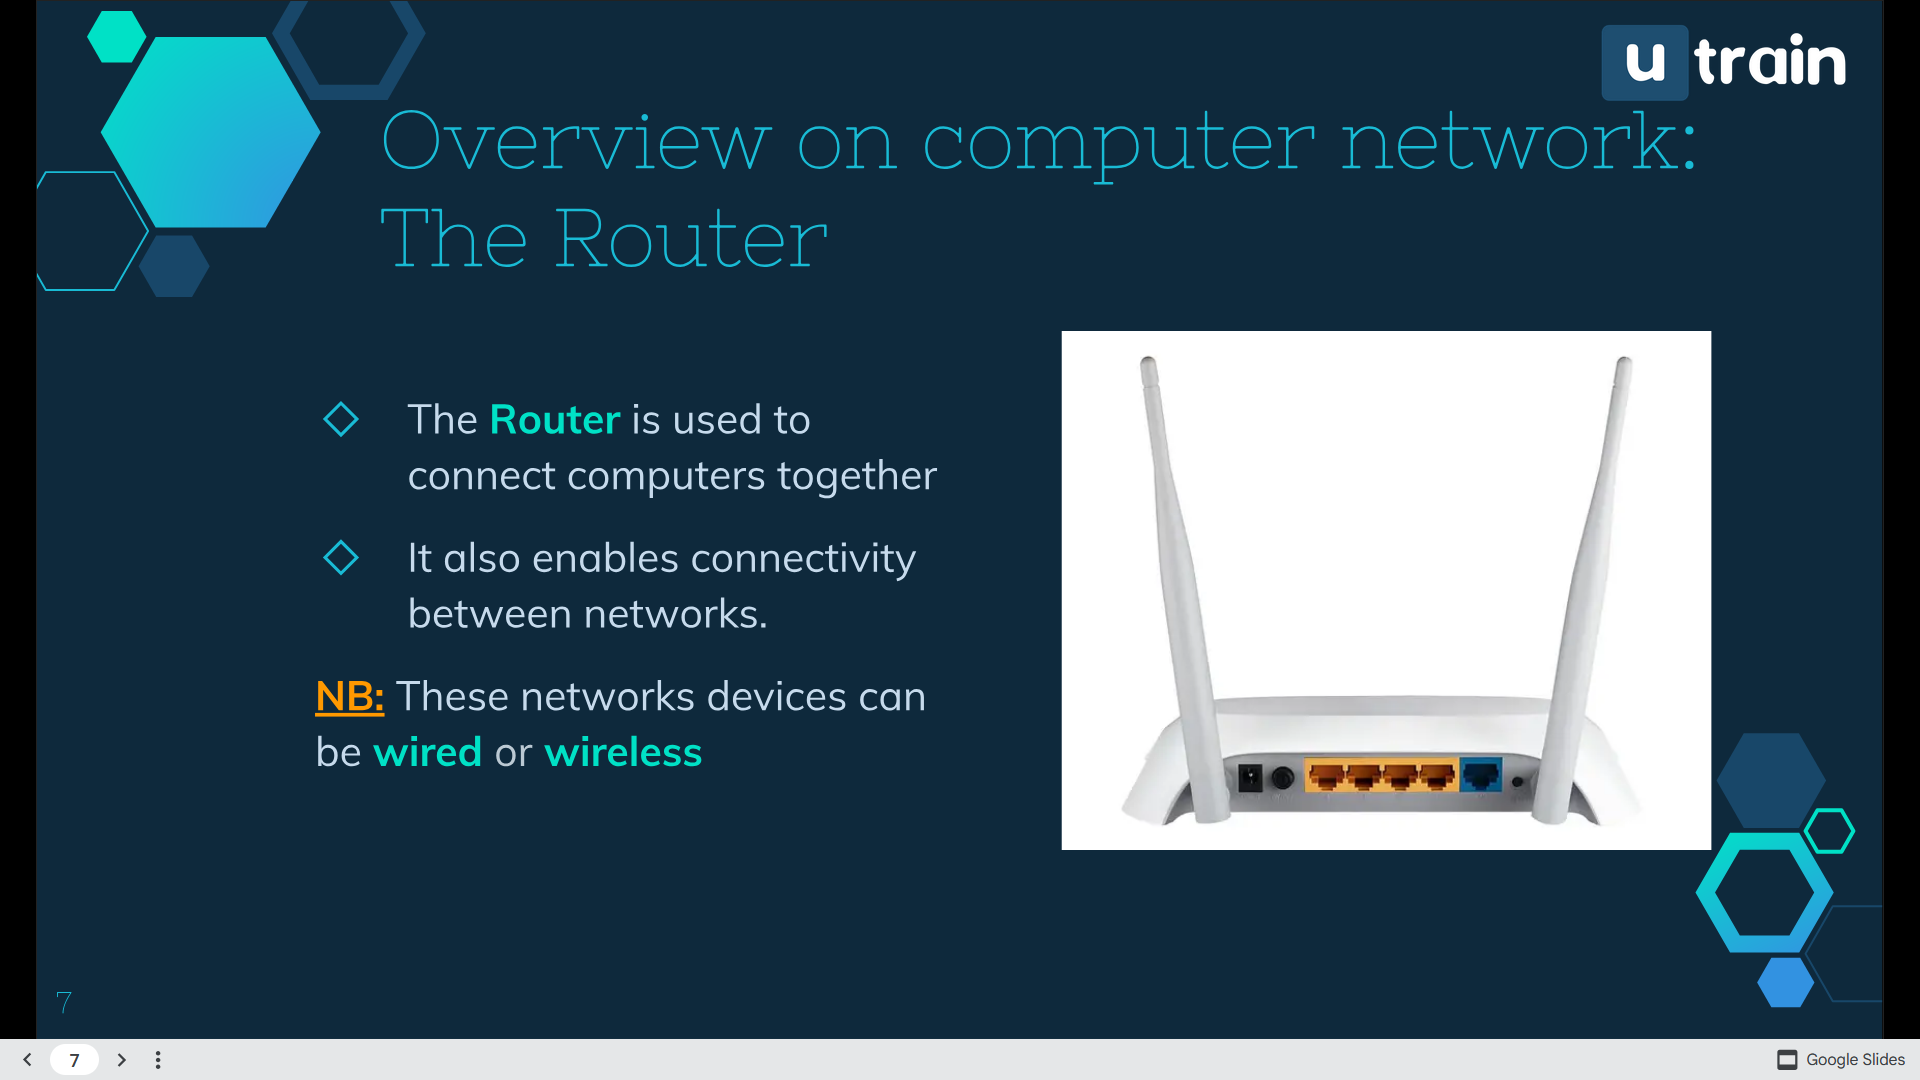 u train
Overview on computer network:
The Router
The Router is used to
connect computers together
It also enables connectivity
between networks.
NB: These networks devices can
be wired or wireless
7
7
Google Slides